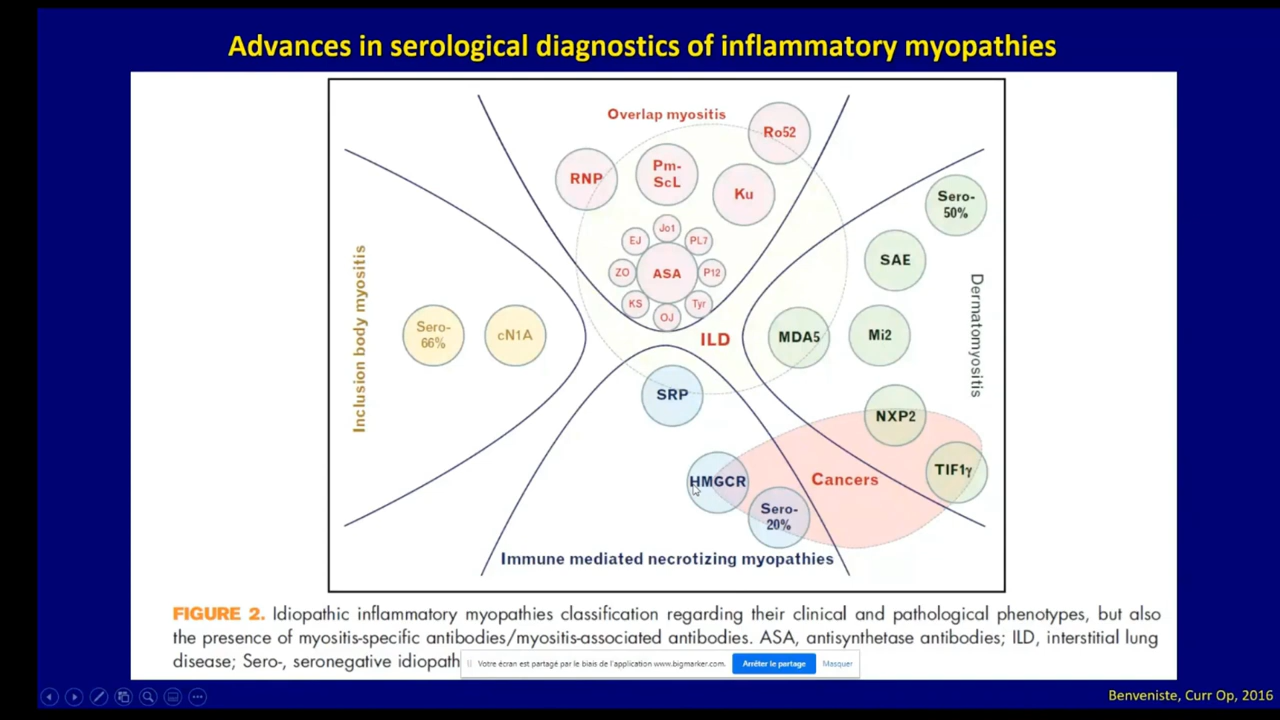 Advances in serological diagnostics of inflammatory myopathies
Overlap myositis
Ro52
RNP
Pm-
ScL
Ku
Jo1
EJ
PL7
ZO
ASA
P12
KS
Tyr
OJ
ILD
Inclusion body myositis
Sero-
66%
cN1A
Sero-
50%
SAE
MDA5
Mi2
Dermatomyositis
NXP2
TIF1γ
SRP
HMGCR
Cancers
Sero-
20%
Immune mediated necrotizing myopathies
FIGURE 2. Idiopathic inflammatory myopathies classification regarding their clinical and pathological phenotypes, but also
the presence of myositis-specific antibodies/myositis-associated antibodies. ASA, antisynthetase antibodies; ILD, interstitial lung
disease; Sero-, seronegative idiopath
Votre écran est partagé par le biais de l'application www.bigmarker.com.
Arrêter le partage
Masquer
Benveniste, Curr Op, 2016